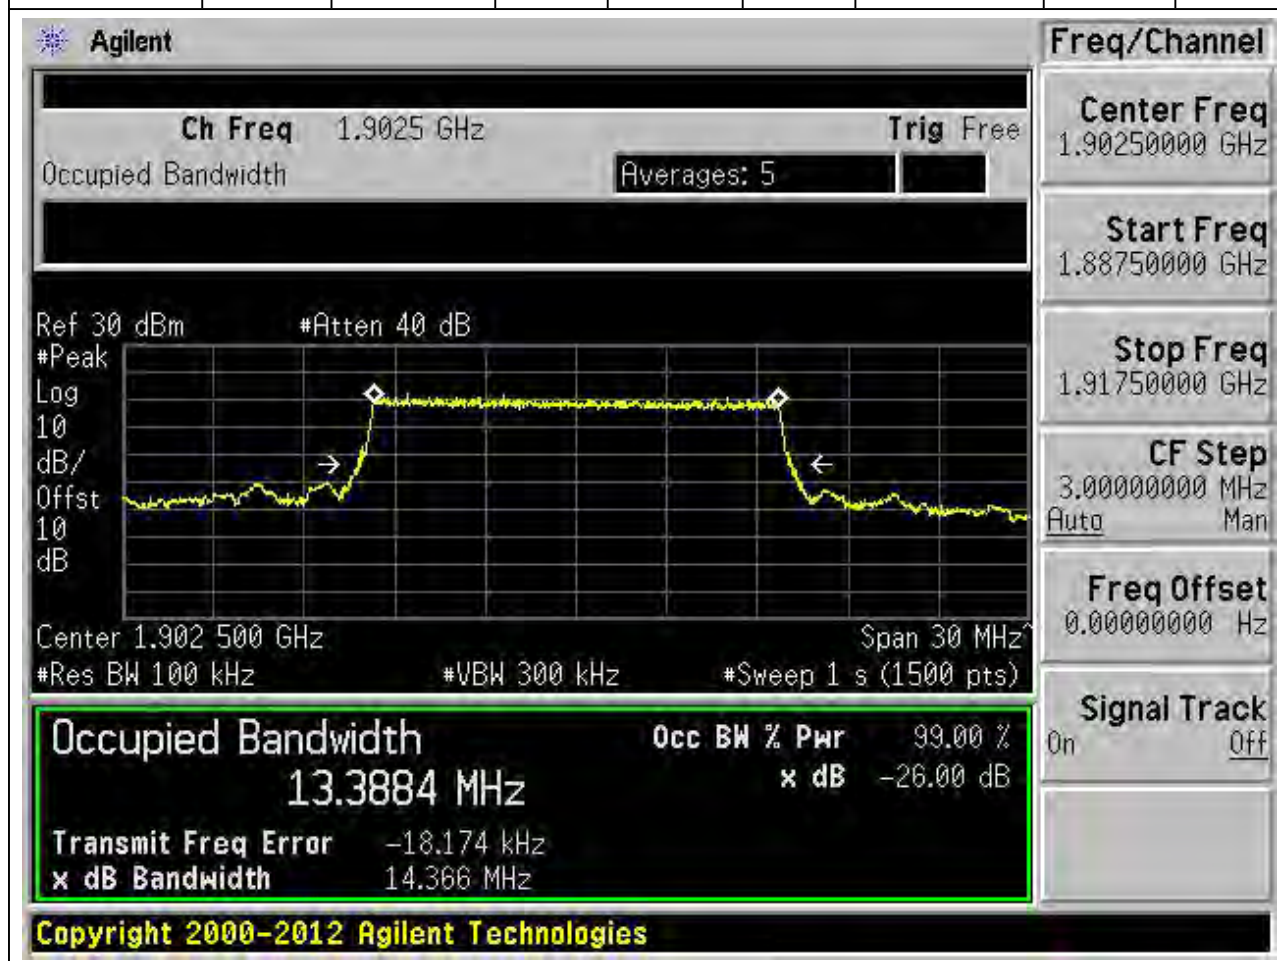 Agilent
Freq/Channel
Ch Freq 1.9025 GHz Trig Free
Occupied Bandwidth Averages: 5
Center Freq
1.90250000 GHz
Start Freq
1.88750000 GHz
Stop Freq
1.91750000 GHz
CF Step
3.00000000 MHz
Auto Man
Freq Offset
0.00000000 Hz
Signal Track
On Off
Ref 30 dBm #Atten 40 dB
#Peak
Log
10
dB/
Offst
10
dB
Center 1.902 500 GHz Span 30 MHz^
#Res BW 100 kHz #VBW 300 kHz #Sweep 1 s (1500 pts)
Occupied Bandwidth Occ BW % Pwr 99.00 %
13.3884 MHz x dB -26.00 dB
Transmit Freq Error -18.174 kHz
x dB Bandwidth 14.366 MHz
Copyright 2000-2012 Agilent Technologies